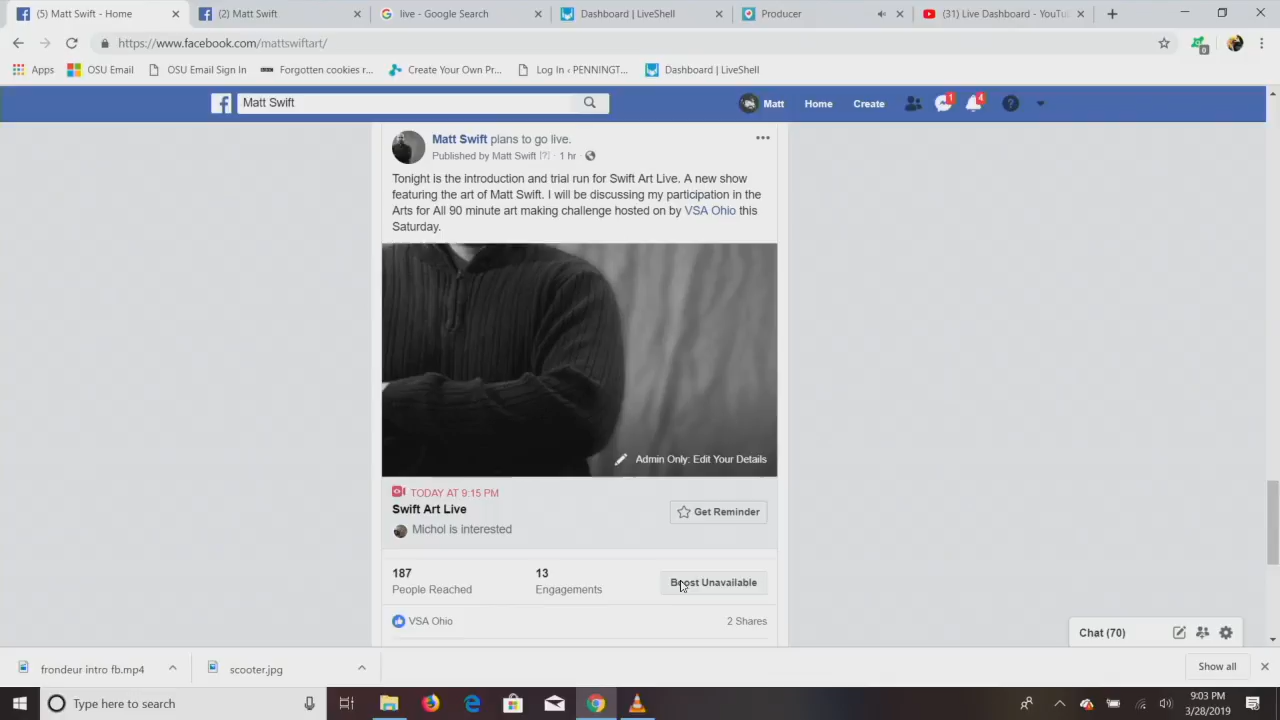 (5) Matt Swift - Home
(2) Matt Swift
live - Google Search
Dashboard | LiveShell
Producer
(31) Live Dashboard - YouTu
https://www.facebook.com/mattswiftart/
Apps
OSU Email
OSU Email Sign In
Forgotten cookies r...
Create Your Own Pr...
Log In ‹ PENNINGT...
Dashboard | LiveShell
Matt Swift
Matt
Home
Create
1
4
Matt Swift plans to go live.
Published by Matt Swift [?] · 1 hr ·
Tonight is the introduction and trial run for Swift Art Live. A new show
featuring the art of Matt Swift. I will be discussing my participation in the
Arts for All 90 minute art making challenge hosted on by VSA Ohio this
Saturday.
Admin Only: Edit Your Details
TODAY AT 9:15 PM
Swift Art Live
Michol is interested
Get Reminder
187
People Reached
13
Engagements
Boost Unavailable
VSA Ohio
2 Shares
Chat (70)
frondeur intro fb.mp4
scooter.jpg
Show all
Type here to search
9:03 PM
3/28/2019